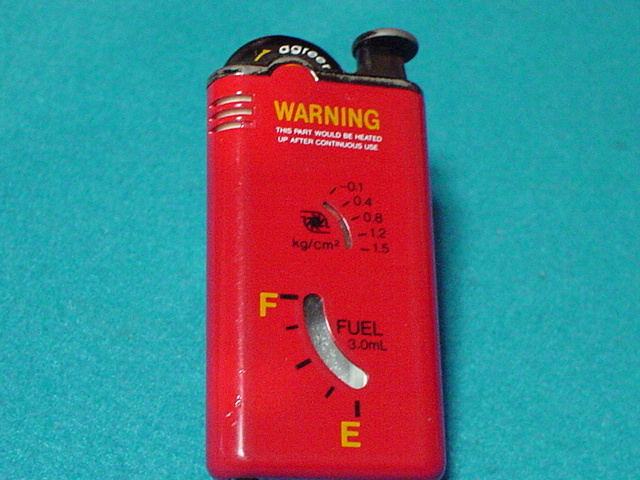 agreer
WARNING
THIS PART WOULD BE HEATED
UP AFTER CONTINUOUS USE
0.1
0.4
0.8
1.2
1.5
kg/cm²
F
FUEL
3.0mL
E